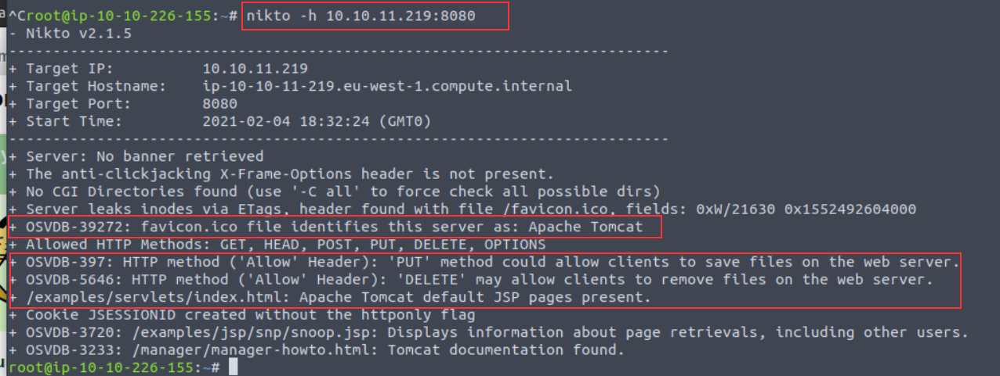 ^Croot@ip-10-10-226-155:~# nikto -h 10.10.11.219:8080
- Nikto v2.1.5
---------------------------------------------------------------------------
+ Target IP:          10.10.11.219
+ Target Hostname:    ip-10-10-11-219.eu-west-1.compute.internal
+ Target Port:        8080
+ Start Time:         2021-02-04 18:32:24 (GMT0)
---------------------------------------------------------------------------
+ Server: No banner retrieved
+ The anti-clickjacking X-Frame-Options header is not present.
+ No CGI Directories found (use '-C all' to force check all possible dirs)
+ Server leaks inodes via ETags, header found with file /favicon.ico, fields: 0xW/21630 0x1552492604000
+ OSVDB-39272: favicon.ico file identifies this server as: Apache Tomcat
+ Allowed HTTP Methods: GET, HEAD, POST, PUT, DELETE, OPTIONS
+ OSVDB-397: HTTP method ('Allow' Header): 'PUT' method could allow clients to save files on the web server.
+ OSVDB-5646: HTTP method ('Allow' Header): 'DELETE' may allow clients to remove files on the web server.
+ /examples/servlets/index.html: Apache Tomcat default JSP pages present.
+ Cookie JSESSIONID created without the httponly flag
+ OSVDB-3720: /examples/jsp/snp/snoop.jsp: Displays information about page retrievals, including other users.
+ OSVDB-3233: /manager/manager-howto.html: Tomcat documentation found.
root@ip-10-10-226-155:~#